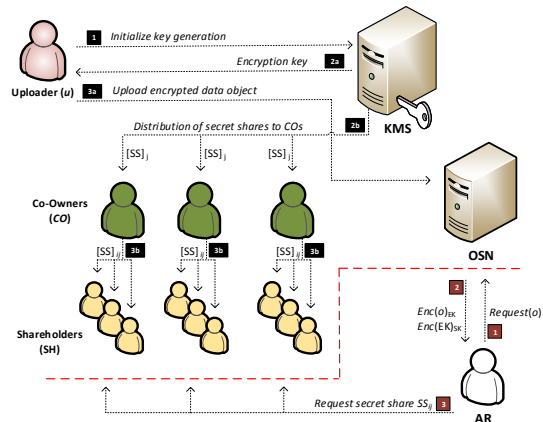 1 Initialize key generation
Encryption key 2a
Uploader (u)
3a Upload encrypted data object
KMS
Distribution of secret shares to COs 2b
[SS]j [SS]j [SS]j
Co-Owners
(CO)
OSN
[SS]ij 3b [SS]ij 3b [SS]ij 3b
2
Enc(o)EK
Enc(EK)SK
Request(o)
1
Shareholders
(SH)
Request secret share SSij 3
AR